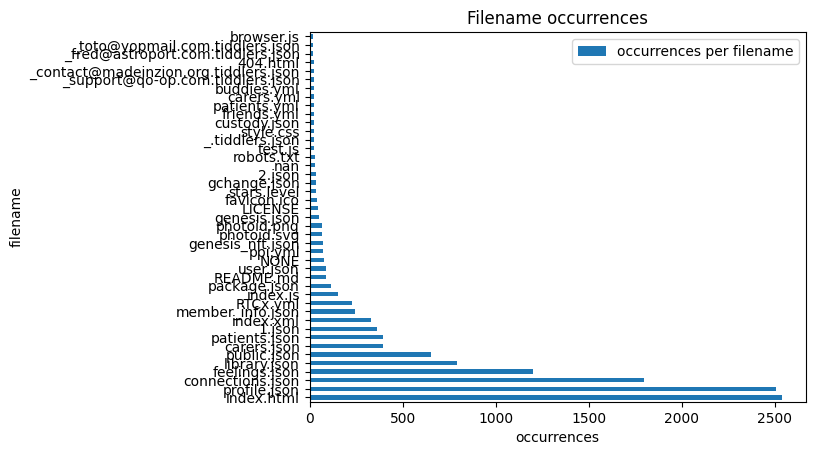 Filename occurrences
occurrences per filename
filename
browser.js
_toto@yopmail.com.tiddlers.json
_fred@astroport.com.tiddlers.json
404.html
_contact@madeinzion.org.tiddlers.json
_support@qo-op.com.tiddlers.json
buddies.yml
carers.yml
patients.yml
friends.yml
custody.json
style.css
_.tiddlers.json
test.js
robots.txt
nan
2.json
gchange.json
stars.level
favicon.ico
LICENSE
genesis.json
photoid.png
photoid.svg
genesis_nft.json
ppi.yml
NONE
user.json
README.md
package.json
index.js
RTCx.yml
member_info.json
index.xml
1.json
patients.json
carers.json
public.json
library.json
feelings.json
connections.json
profile.json
index.html
0 500 1000 1500 2000 2500
occurrences